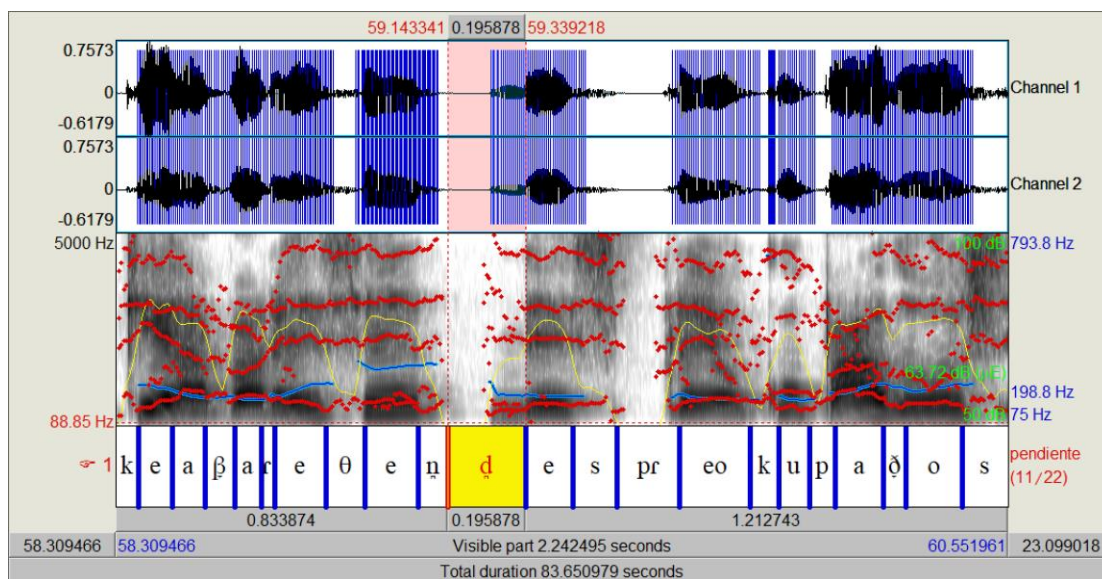 59.143341 0.195878 59.339218
0.7573
0
-0.6179
Channel 1
0.7573
0
-0.6179
Channel 2
5000 Hz
100 dB 793.8 Hz
63.72 dB (µE)
198.8 Hz
88.85 Hz
50 dB 75 Hz
☞ 1
k e a β̞ a ɾ e θ e n̪ d̪ e s pɾ eo k u p a ð̞ o s
pendiente
(11/22)
0.833874 0.195878 1.212743
58.309466 58.309466 Visible part 2.242495 seconds 60.551961 23.099018
Total duration 83.650979 seconds